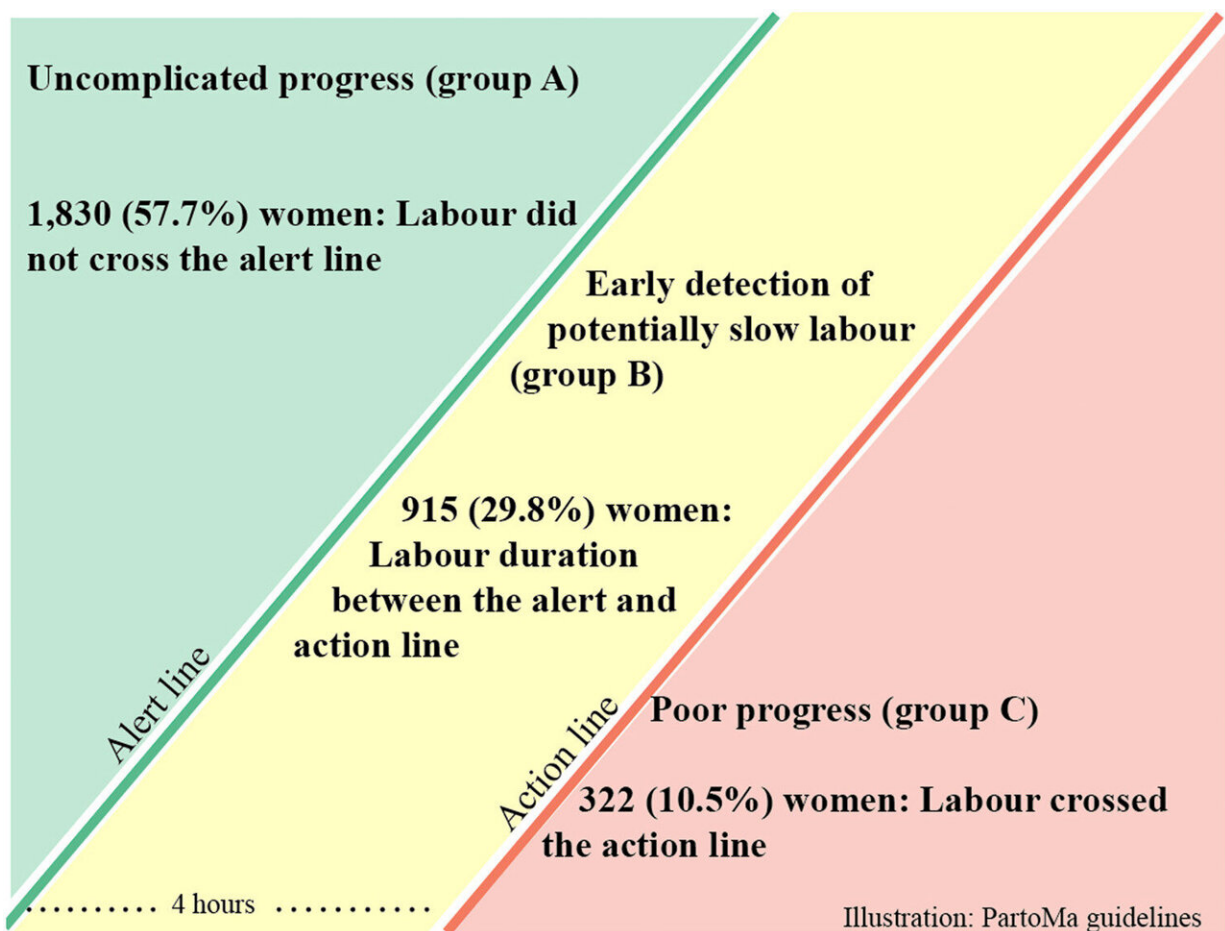 Uncomplicated progress (group A)
1,830 (57.7%) women: Labour did
not cross the alert line
Early detection of
potentially slow labour
(group B)
915 (29.8%) women:
Labour duration
between the alert and
action line
Alert line
Action line
Poor progress (group C)
322 (10.5%) women: Labour crossed
the action line
.......... 4 hours ............
Illustration: PartoMa guidelines